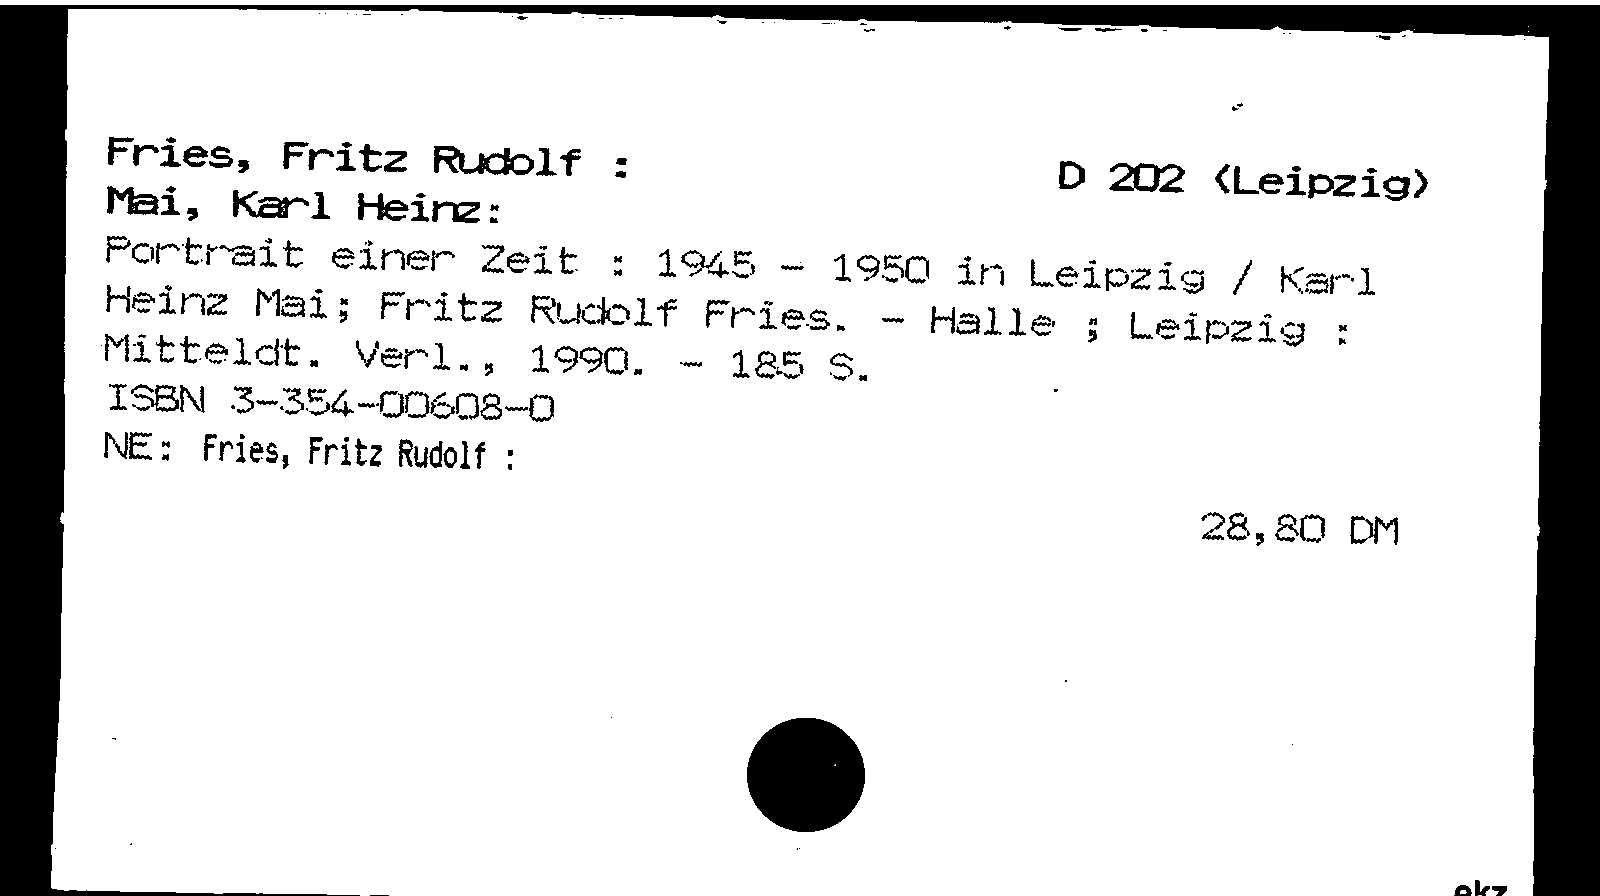 Fries, Fritz Rudolf :
D 202 (Leipzig)
Mai, Karl Heinz:
Portrait einer Zeit : 1945 - 1950 in Leipzig / Karl
Heinz Mai; Fritz Rudolf Fries. - Halle ; Leipzig :
Mitteldt. Verl., 1990. - 185 S.
ISBN 3-354-00608-0
NE: Fries, Fritz Rudolf :
28,80 DM
ekz